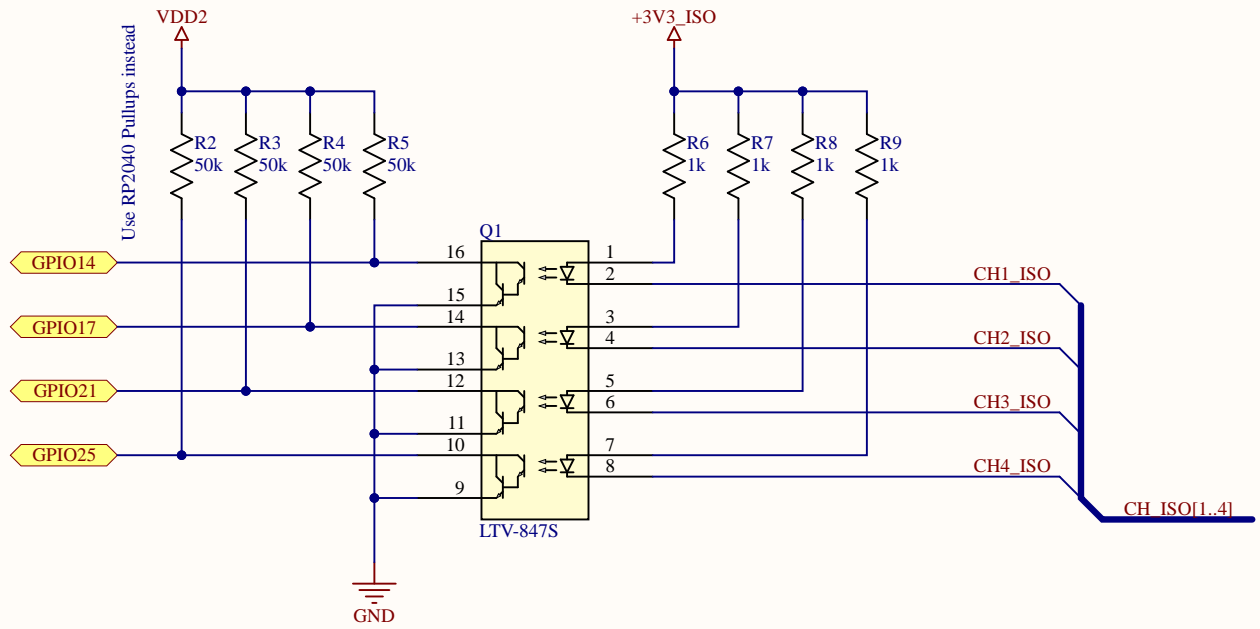 VDD2
+3V3_ISO
Use RP2040 Pullups instead
R2
50k
R3
50k
R4
50k
R5
50k
R6
1k
R7
1k
R8
1k
R9
1k
Q1
GPIO14
16
1
2
CH1_ISO
15
GPIO17
14
3
4
CH2_ISO
13
GPIO21
12
5
6
CH3_ISO
11
GPIO25
10
7
8
CH4_ISO
9
CH_ISO[1..4]
LTV-847S
GND